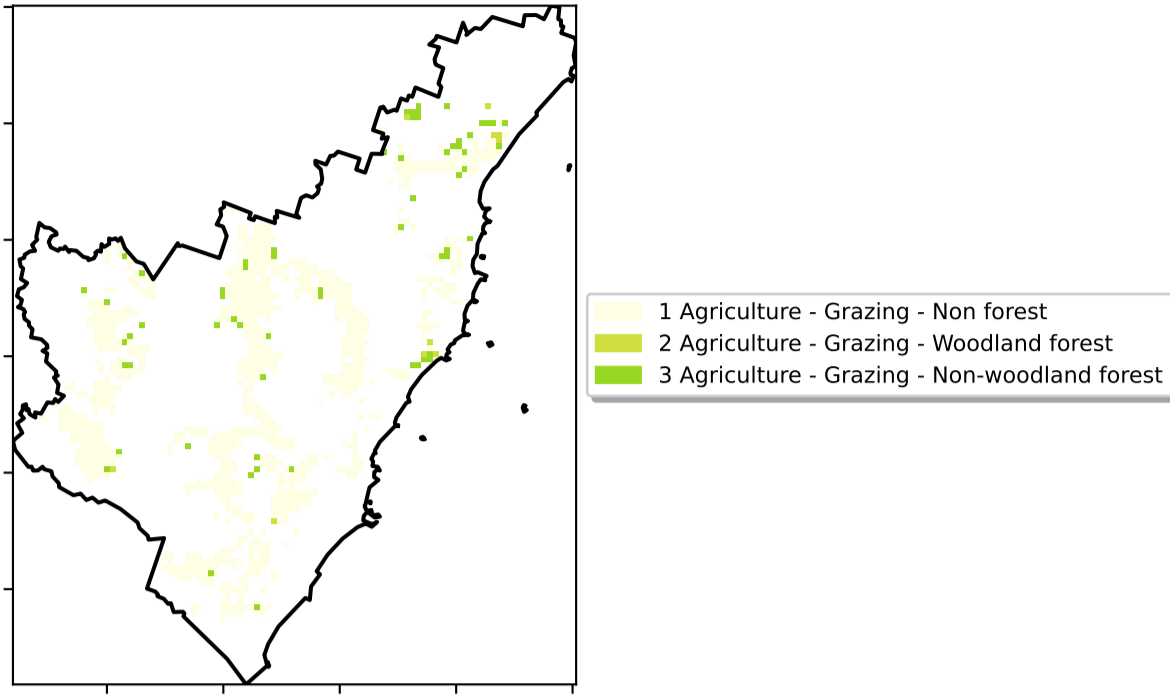 1 Agriculture - Grazing - Non forest
2 Agriculture - Grazing - Woodland forest
3 Agriculture - Grazing - Non-woodland forest